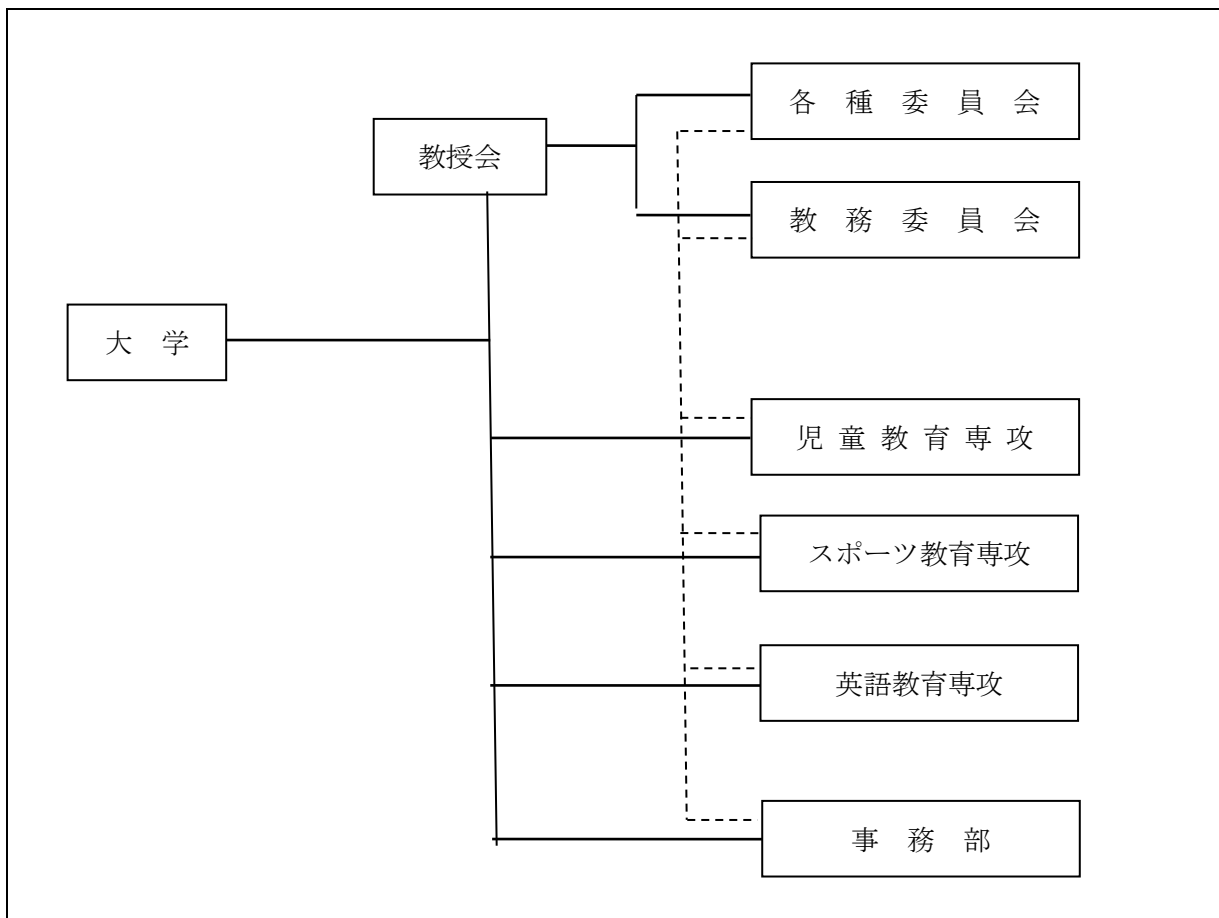 各種委員会
教授会
教務委員会
大学
児童教育専攻
スポーツ教育専攻
英語教育専攻
事務部